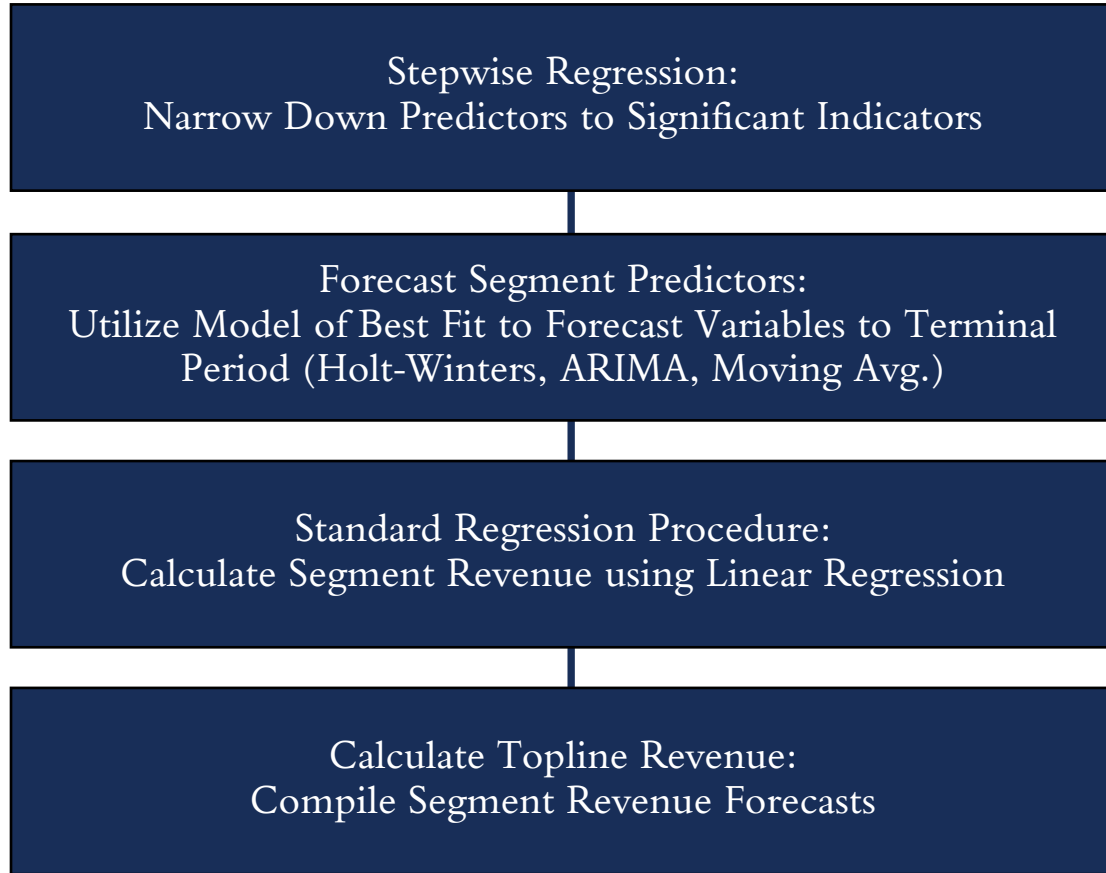 Stepwise Regression:
Narrow Down Predictors to Significant Indicators
Forecast Segment Predictors:
Utilize Model of Best Fit to Forecast Variables to Terminal
Period (Holt-Winters, ARIMA, Moving Avg.)
Standard Regression Procedure:
Calculate Segment Revenue using Linear Regression
Calculate Topline Revenue:
Compile Segment Revenue Forecasts